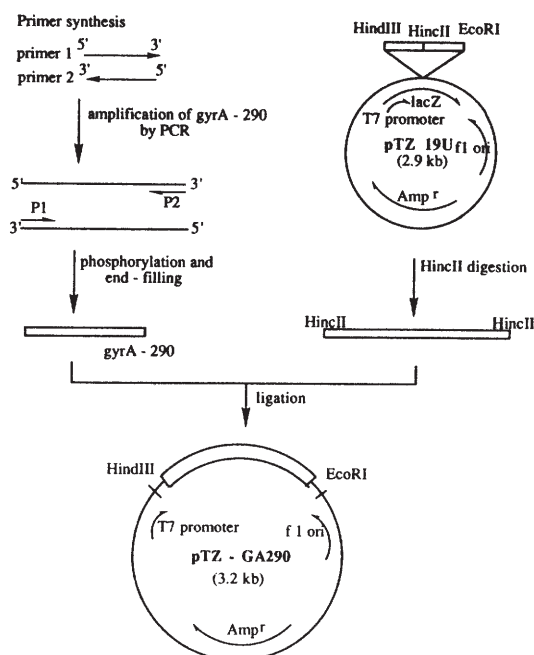 Primer synthesis
primer 1 5' 3'
primer 2 3' 5'
amplification of gyrA - 290
by PCR
5' 3'
P2
P1
3' 5'
phosphorylation and
end - filling
gyrA - 290
HindIII HincII EcoRI
lacZ
T7 promoter
pTZ 19U f1 ori
(2.9 kb)
Amp r
HincII digestion
HincII HincII
ligation
HindIII EcoRI
T7 promoter f 1 ori
pTZ - GA290
(3.2 kb)
Amp r